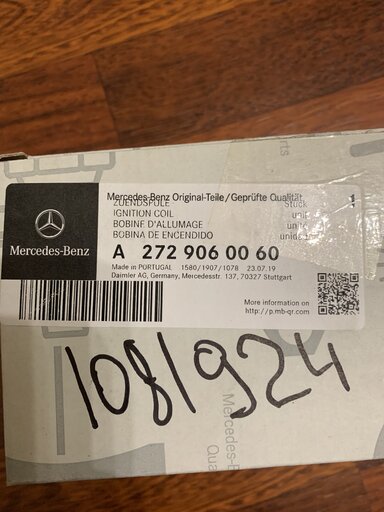 Mercedes-Benz Original-Teile/Geprüfte Qualität
ZUENDSPULE Stück 1
IGNITION COIL unit
BOBINE D'ALLUMAGE unité
BOBINA DE ENCENDIDO unidad
Mercedes-Benz
A 272 906 00 60
Made in PORTUGAL 1580/1907/1078 23.07.19
Daimler AG, Germany, Mercedesstr. 137, 70327 Stuttgart
More information on
http://p.mb-qr.com
1081924
Mercedes-B
Qua